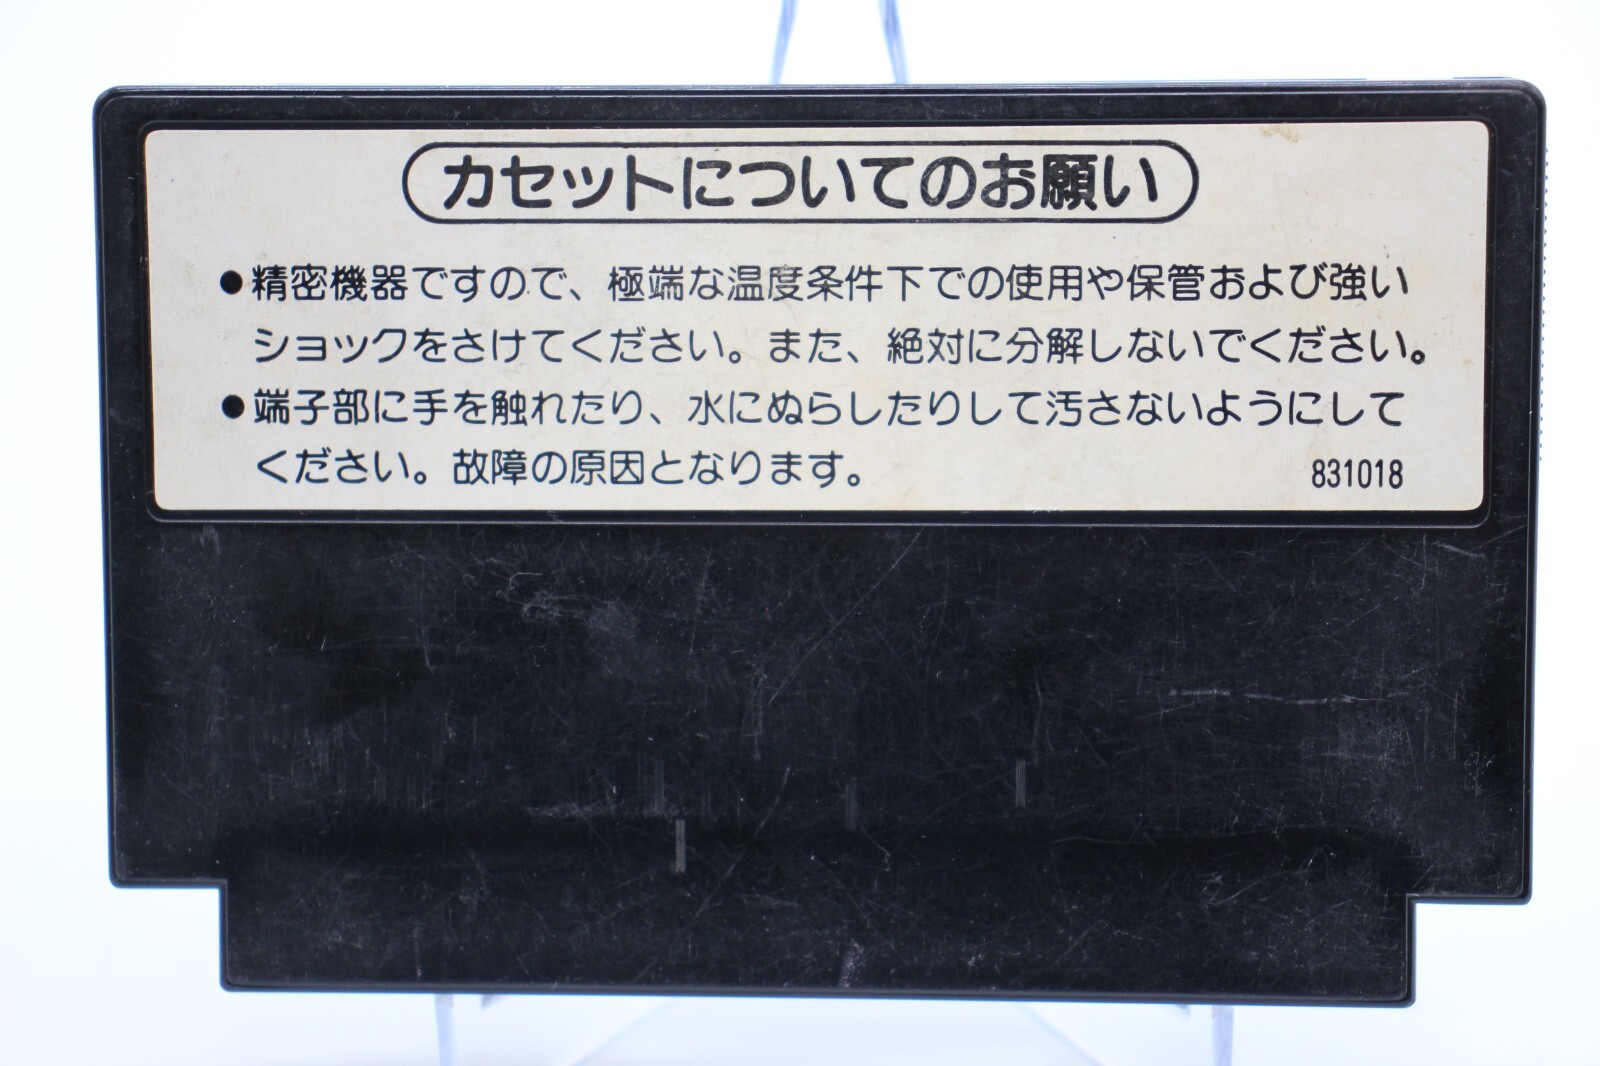 カセットについてのお願い
●精密機器ですので、極端な温度条件下での使用や保管および強い
ショックをさけてください。また、絶対に分解しないでください。
●端子部に手を触れたり、水にぬらしたりして汚さないようにして
ください。故障の原因となります。 831018